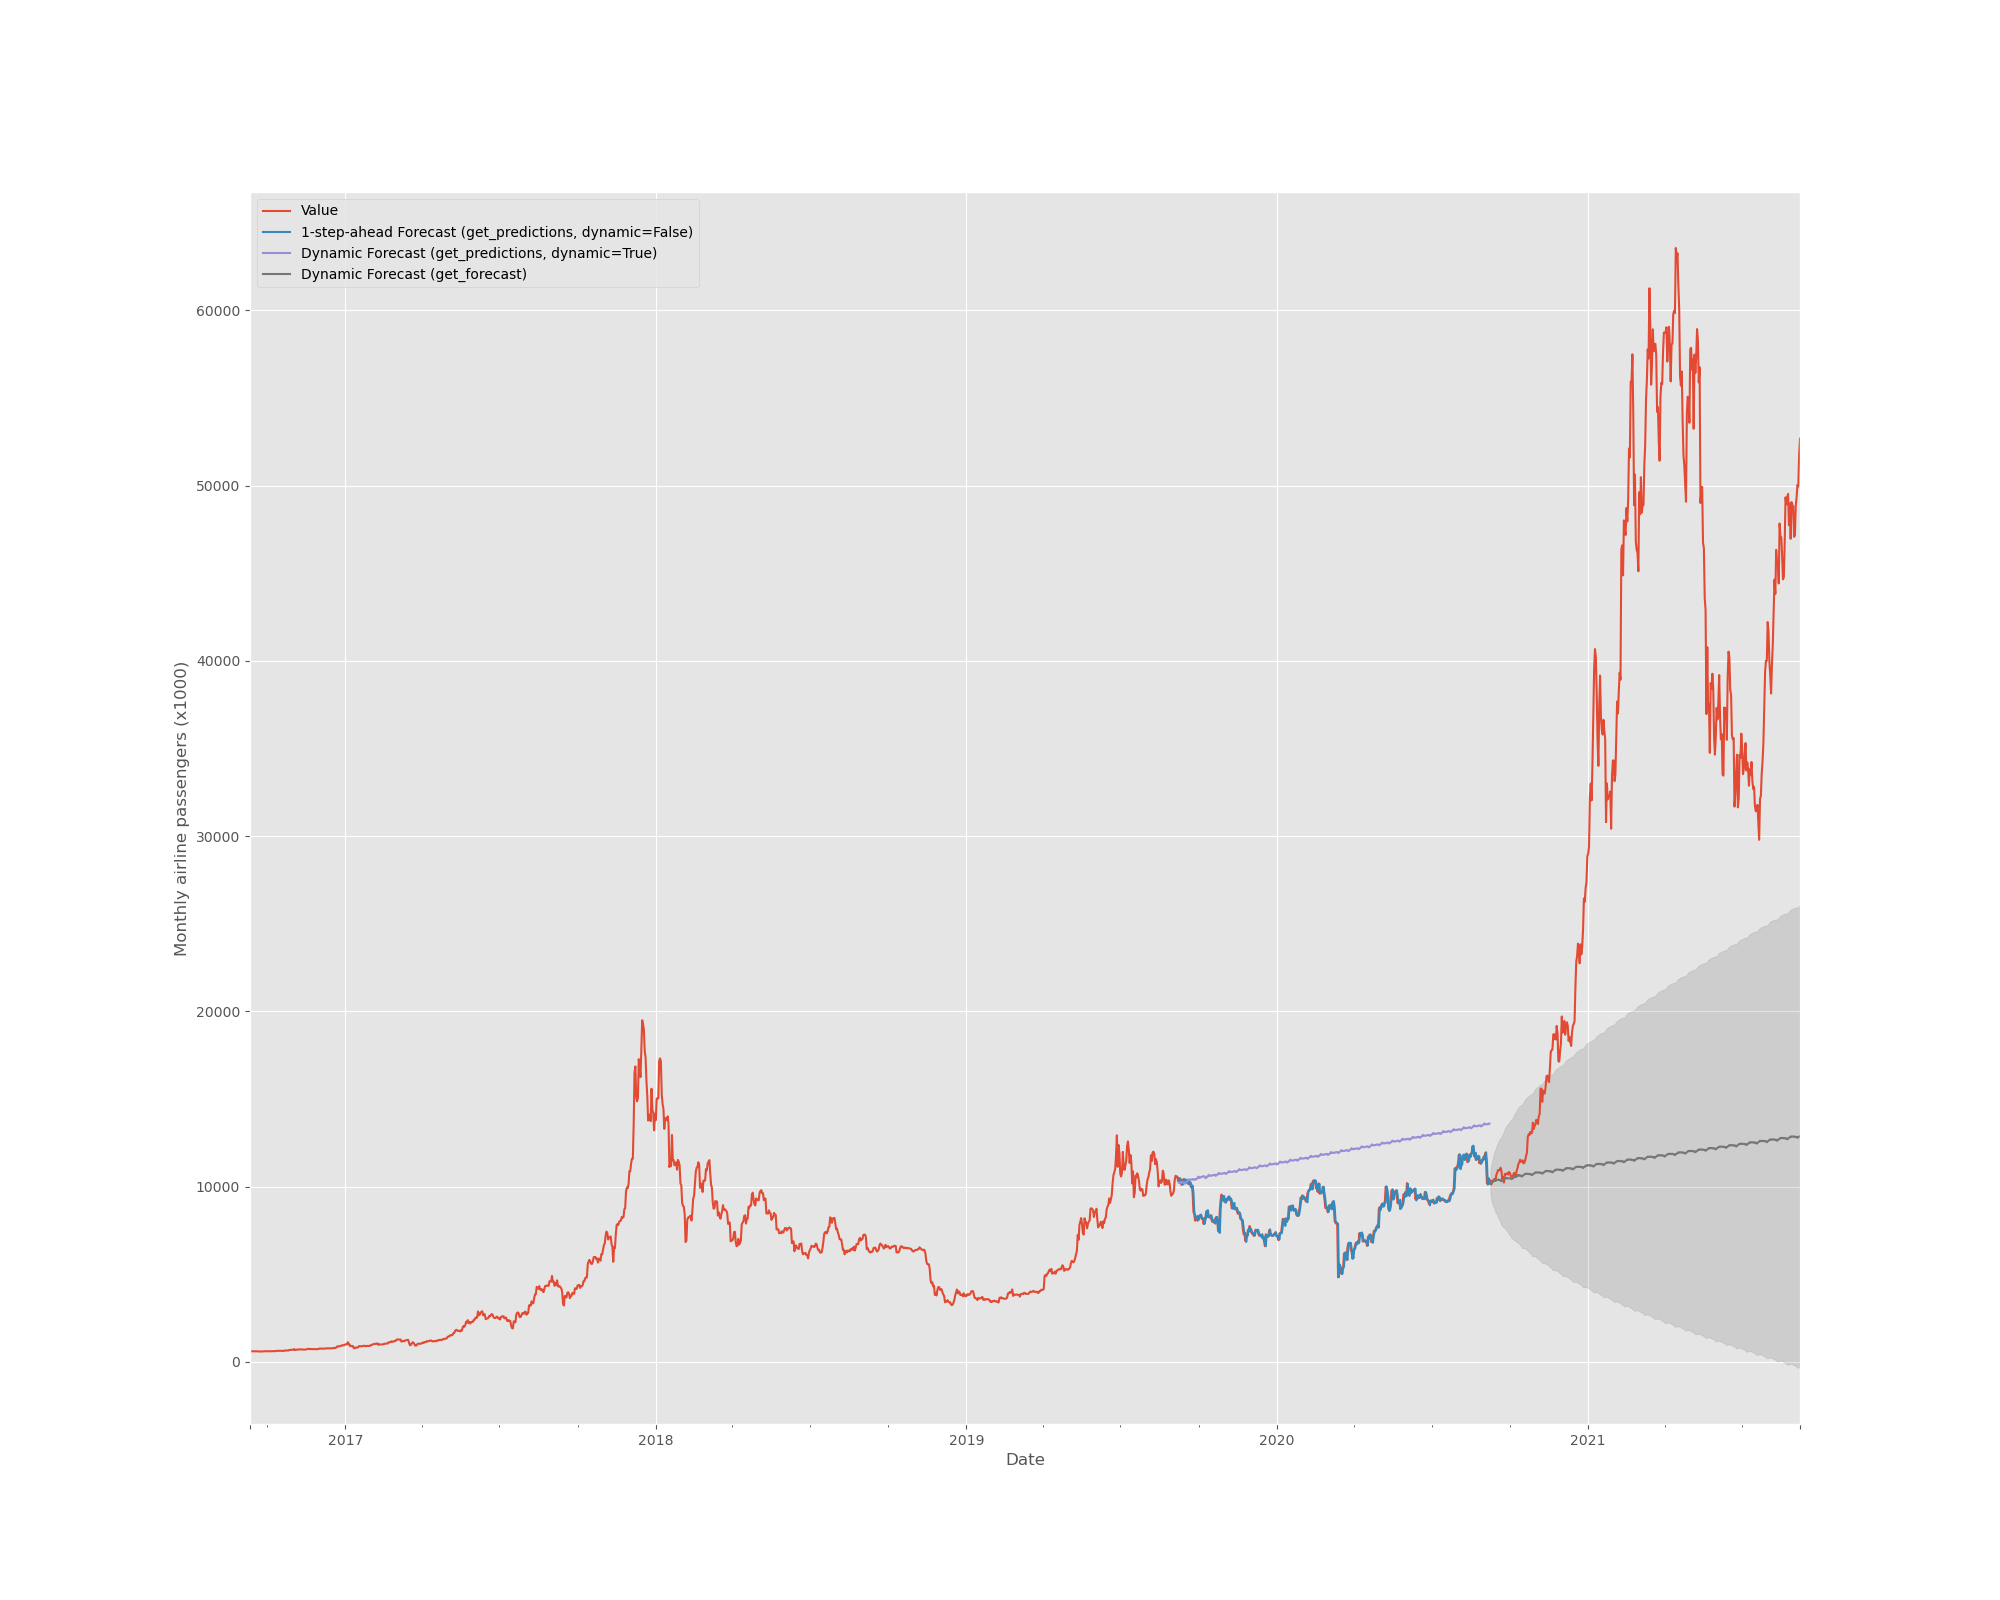 Value
1-step-ahead Forecast (get_predictions, dynamic=False)
Dynamic Forecast (get_predictions, dynamic=True)
Dynamic Forecast (get_forecast)
60000
50000
40000
30000
20000
10000
0
Monthly airline passengers (x1000)
2017
2018
2019
2020
2021
Date